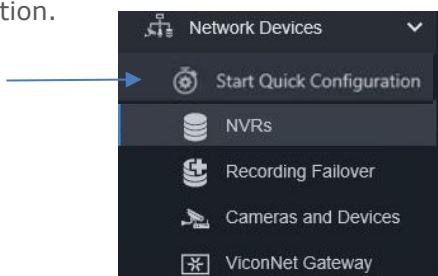 tion.
Network Devices
Start Quick Configuration
NVRs
Recording Failover
Cameras and Devices
ViconNet Gateway